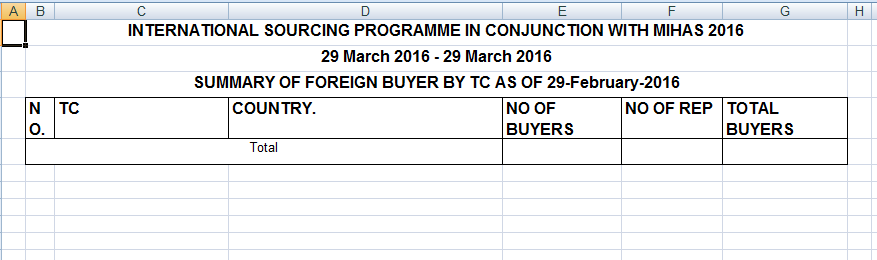 A B C D E F G H
INTERNATIONAL SOURCING PROGRAMME IN CONJUNCTION WITH MIHAS 2016
29 March 2016 - 29 March 2016
SUMMARY OF FOREIGN BUYER BY TC AS OF 29-February-2016
N TC COUNTRY. NO OF NO OF REP TOTAL
O. BUYERS BUYERS
Total